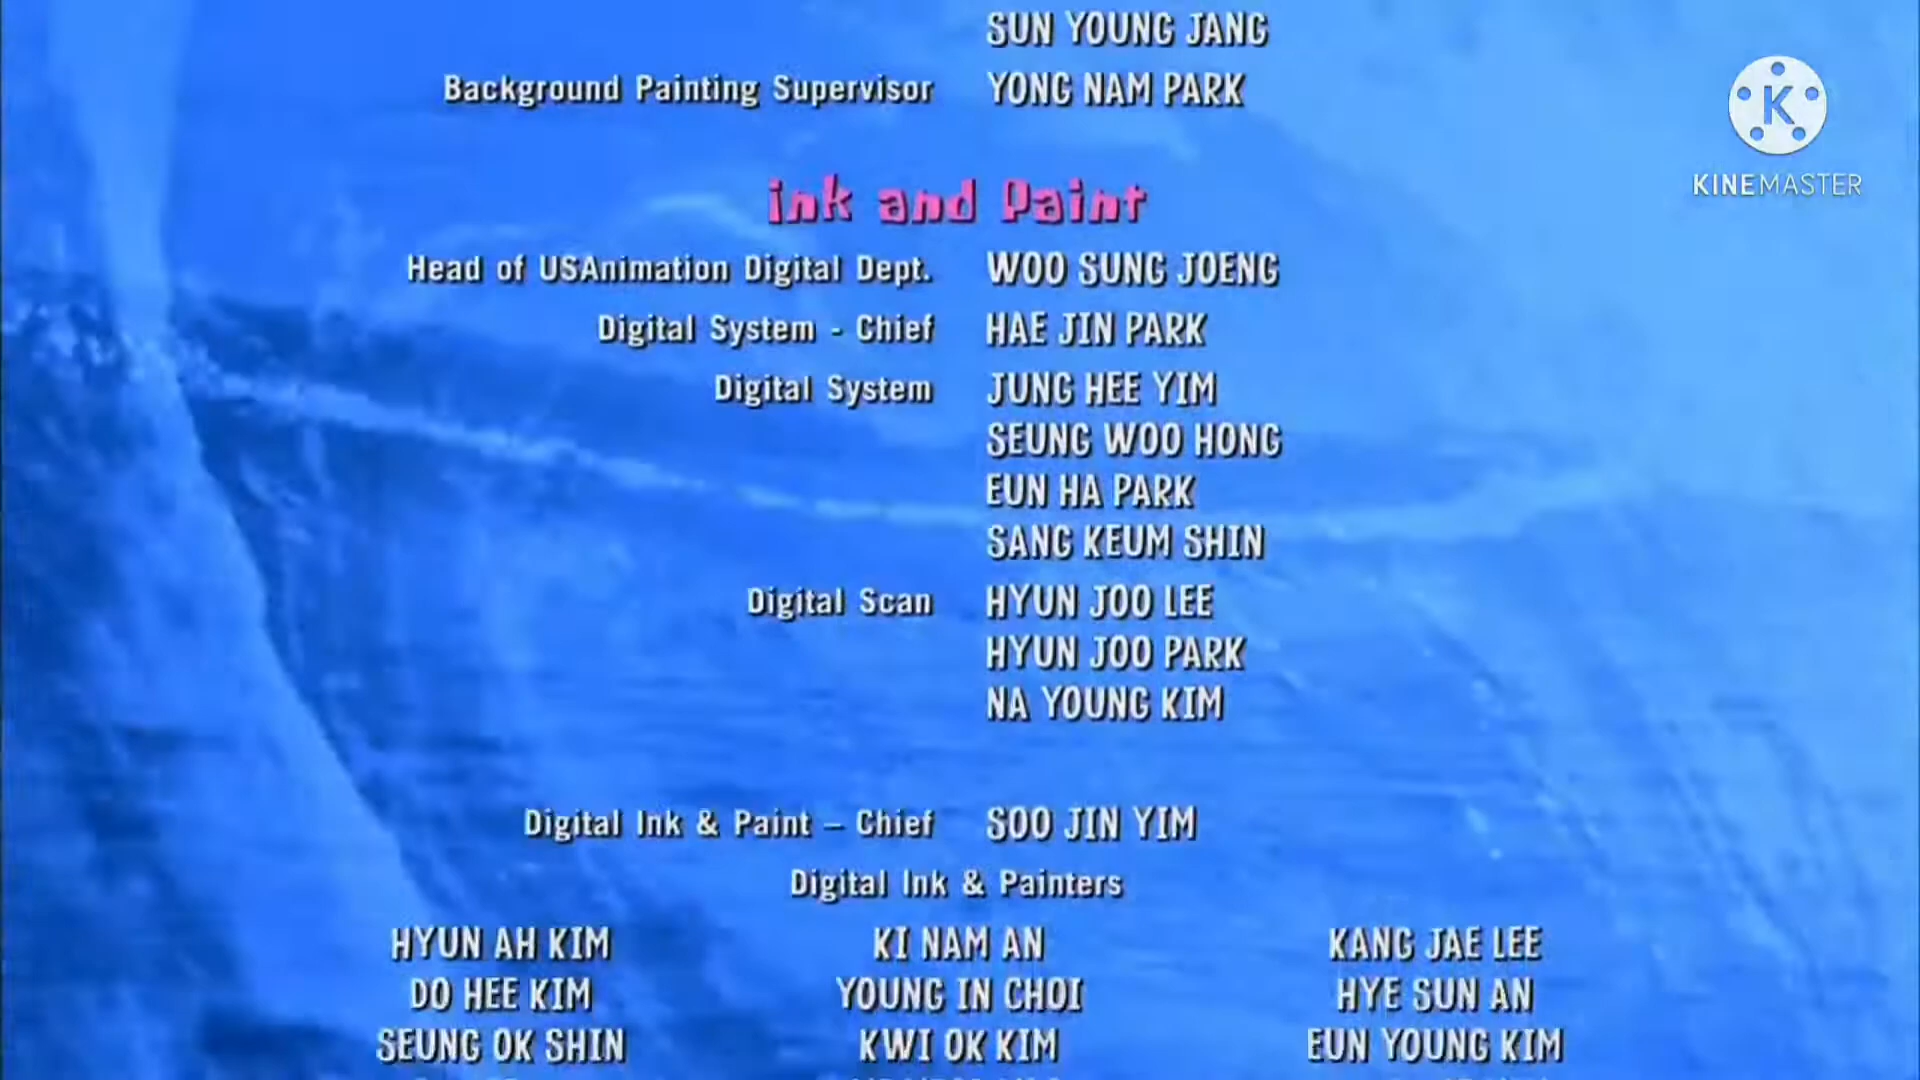 SUN YOUNG JANG
Background Painting Supervisor YONG NAM PARK
K
KINEMASTER
ink and Paint
Head of USAnimation Digital Dept. WOO SUNG JOENG
Digital System - Chief HAE JIN PARK
Digital System JUNG HEE YIM
SEUNG WOO HONG
EUN HA PARK
SANG KEUM SHIN
Digital Scan HYUN JOO LEE
HYUN JOO PARK
NA YOUNG KIM
Digital Ink & Paint – Chief SOO JIN YIM
Digital Ink & Painters
HYUN AH KIM KI NAM AN KANG JAE LEE
DO HEE KIM YOUNG IN CHOI HYE SUN AN
SEUNG OK SHIN KWI OK KIM EUN YOUNG KIM